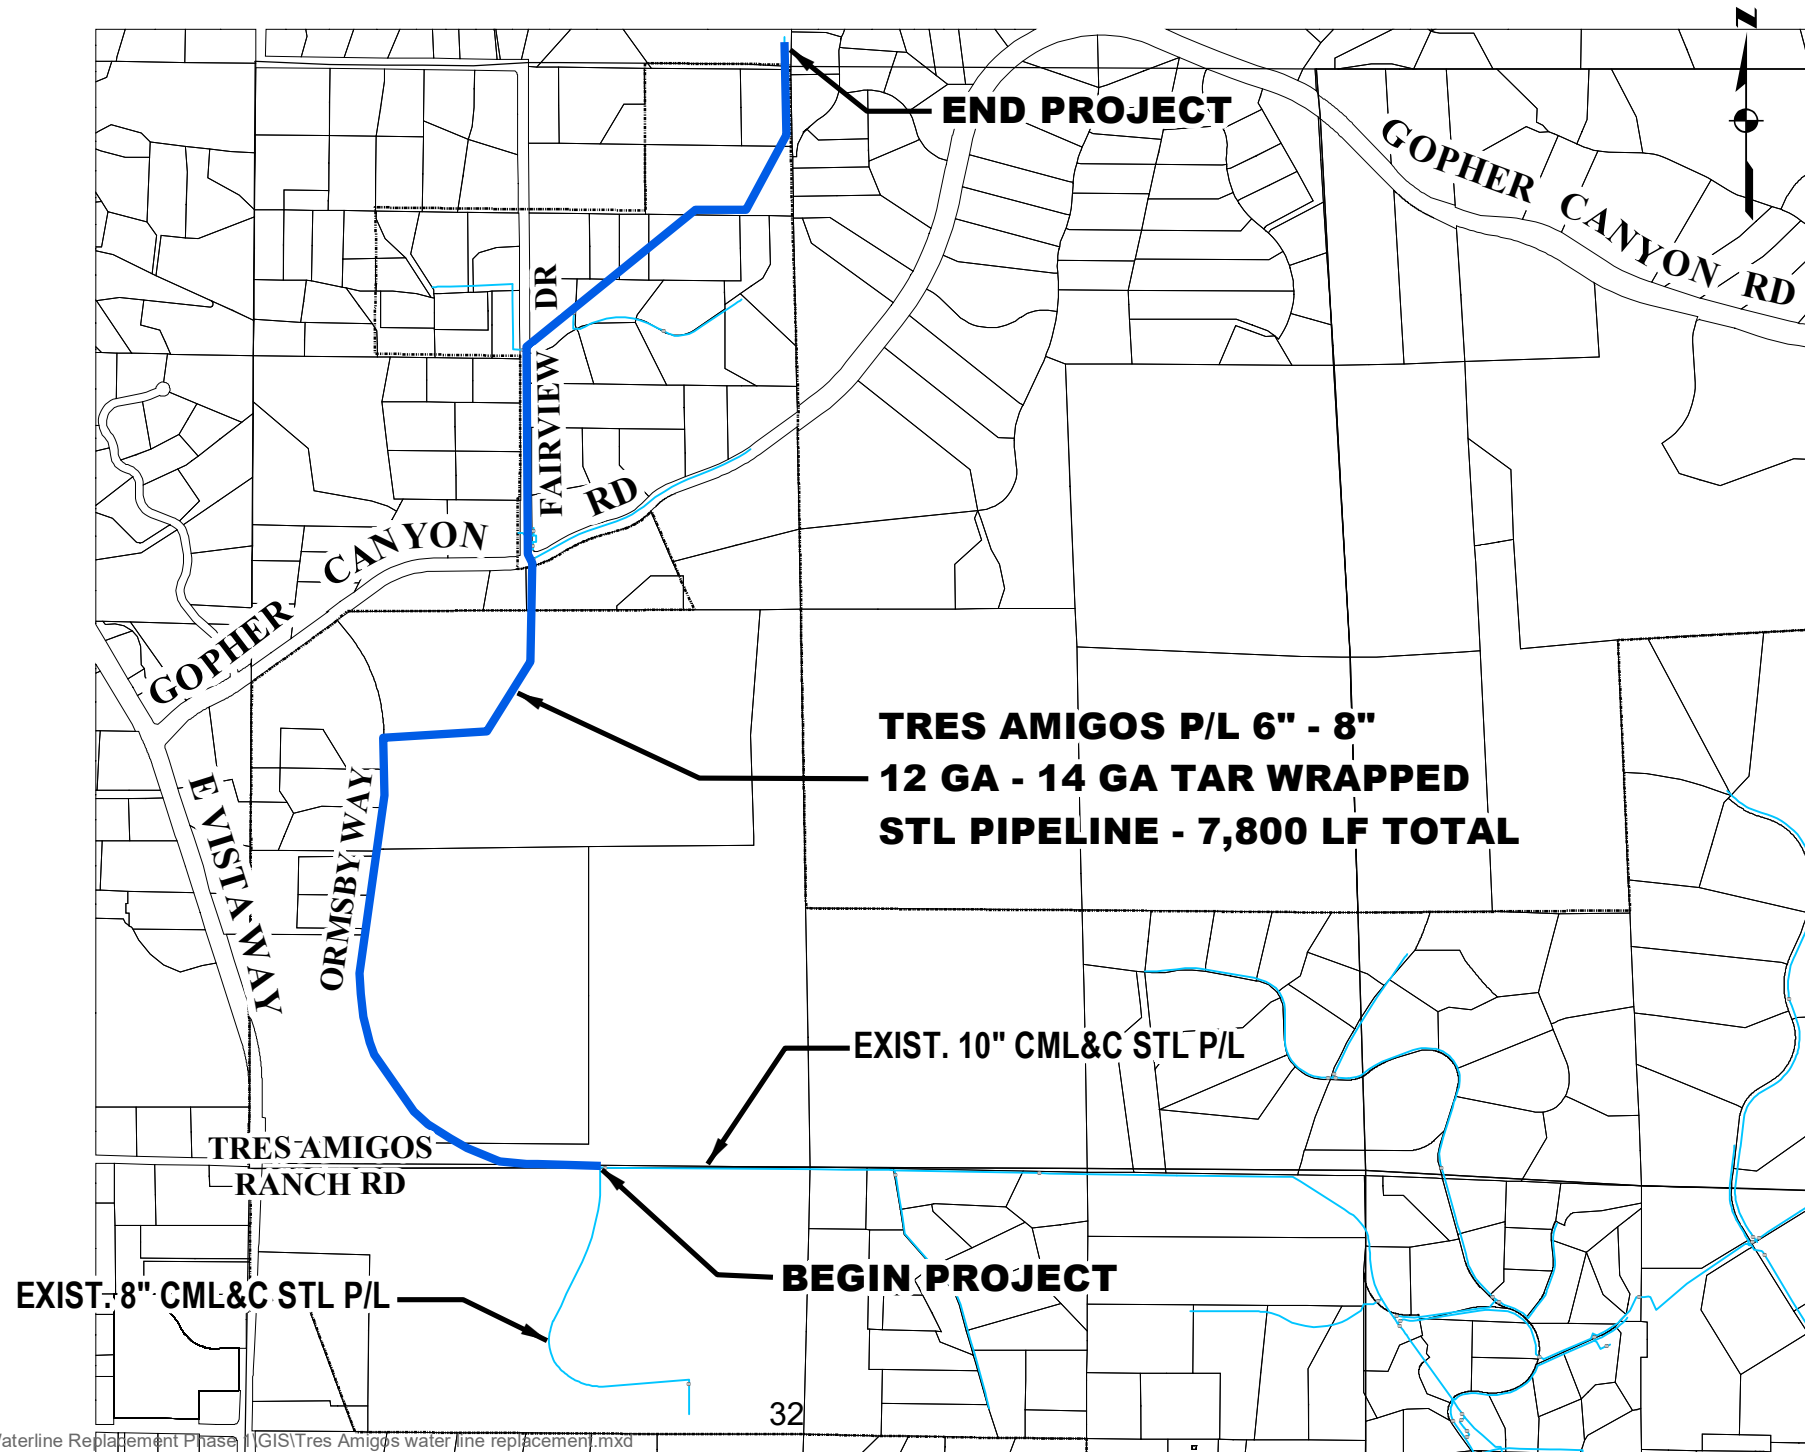 N
END PROJECT
GOPHER CANYON RD
FAIRVIEW DR
GOPHER CANYON RD
TRES AMIGOS P/L 6" - 8"
12 GA - 14 GA TAR WRAPPED
STL PIPELINE - 7,800 LF TOTAL
E VISTA WAY
ORMSBY WAY
EXIST. 10" CML&C STL P/L
TRES AMIGOS
RANCH RD
BEGIN PROJECT
EXIST. 8" CML&C STL P/L
32
Waterline Replacement Phase 1\GIS\Tres Amigos water line replacement.mxd